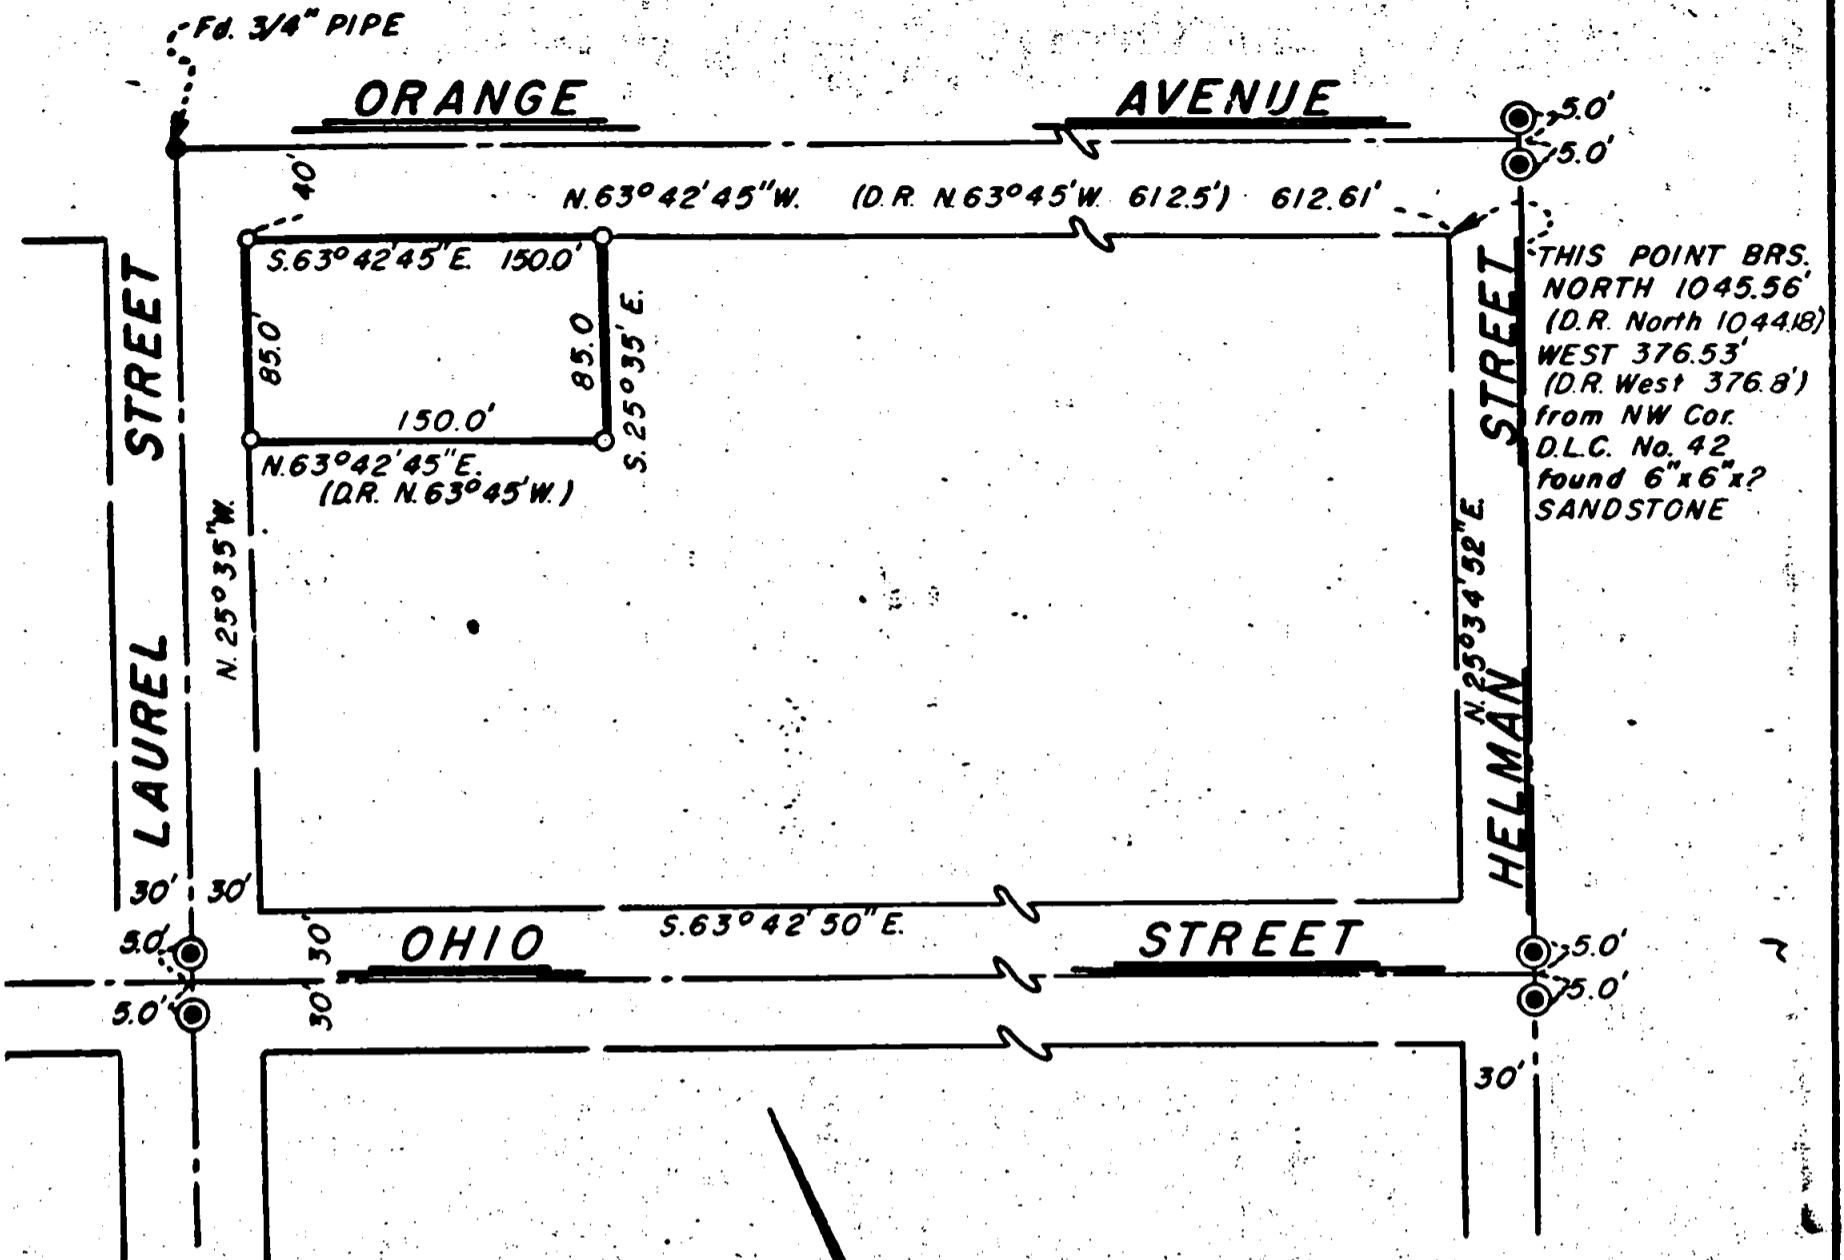 Fd. 3/4" PIPE
ORANGE AVENUE
5.0'
5.0'
40'
N.63°42'45"W. (D.R. N.63°45'W. 612.5') 612.61'
S.63°42'45"E. 150.0'
85.0'
85.0
S.25°35'E.
150.0'
N.63°42'45"E.
(D.R. N.63°45'W.)
THIS POINT BRS.
NORTH 1045.56'
(D.R. North 1044.18)
WEST 376.53'
(D.R. West 376.8')
from NW Cor.
D.L.C. No. 42
found 6"x6"x?
SANDSTONE
LAUREL STREET
N.25°35"W.
N.25°34'52"E.
HELMAN STREET
30' 30'
S.63°42'50"E.
30'
30'
OHIO STREET
5.0'
5.0'
5.0'
5.0'
30'